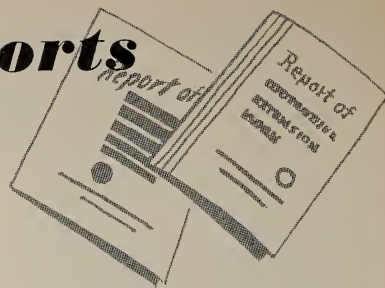 orts
Report of
Report of
COOPERATIVE
EXTENSION
WORK